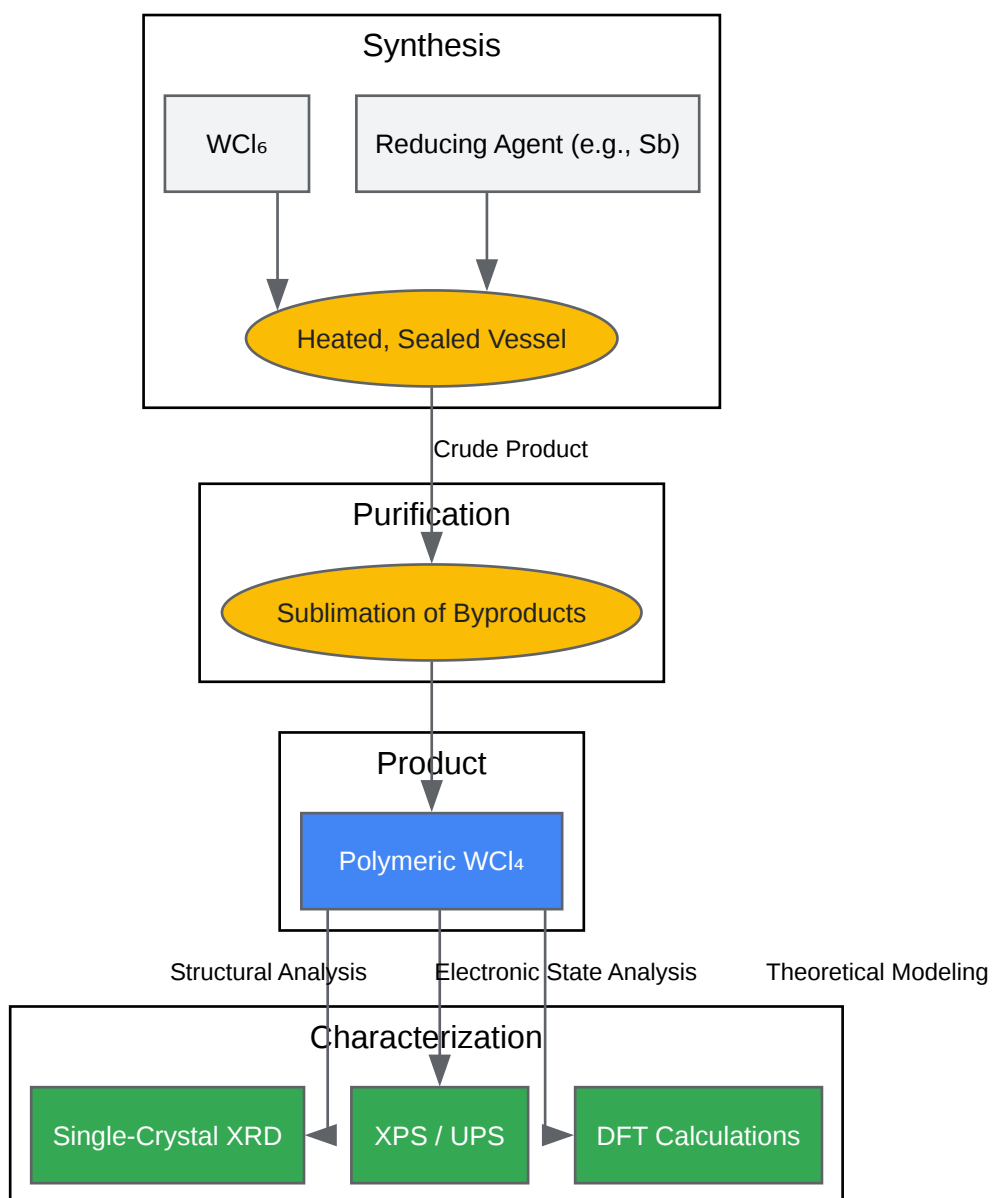 Synthesis
WCl₆
Reducing Agent (e.g., Sb)
Heated, Sealed Vessel
Crude Product
Purification
Sublimation of Byproducts
Product
Polymeric WCl₄
Structural Analysis
Electronic State Analysis
Theoretical Modeling
Characterization
Single-Crystal XRD
XPS / UPS
DFT Calculations